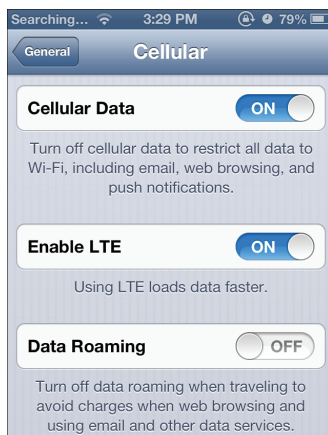 Searching... 3:29 PM 79%
General Cellular
Cellular Data ON
Turn off cellular data to restrict all data to
Wi-Fi, including email, web browsing, and
push notifications.
Enable LTE ON
Using LTE loads data faster.
Data Roaming OFF
Turn off data roaming when traveling to
avoid charges when web browsing and
using email and other data services.